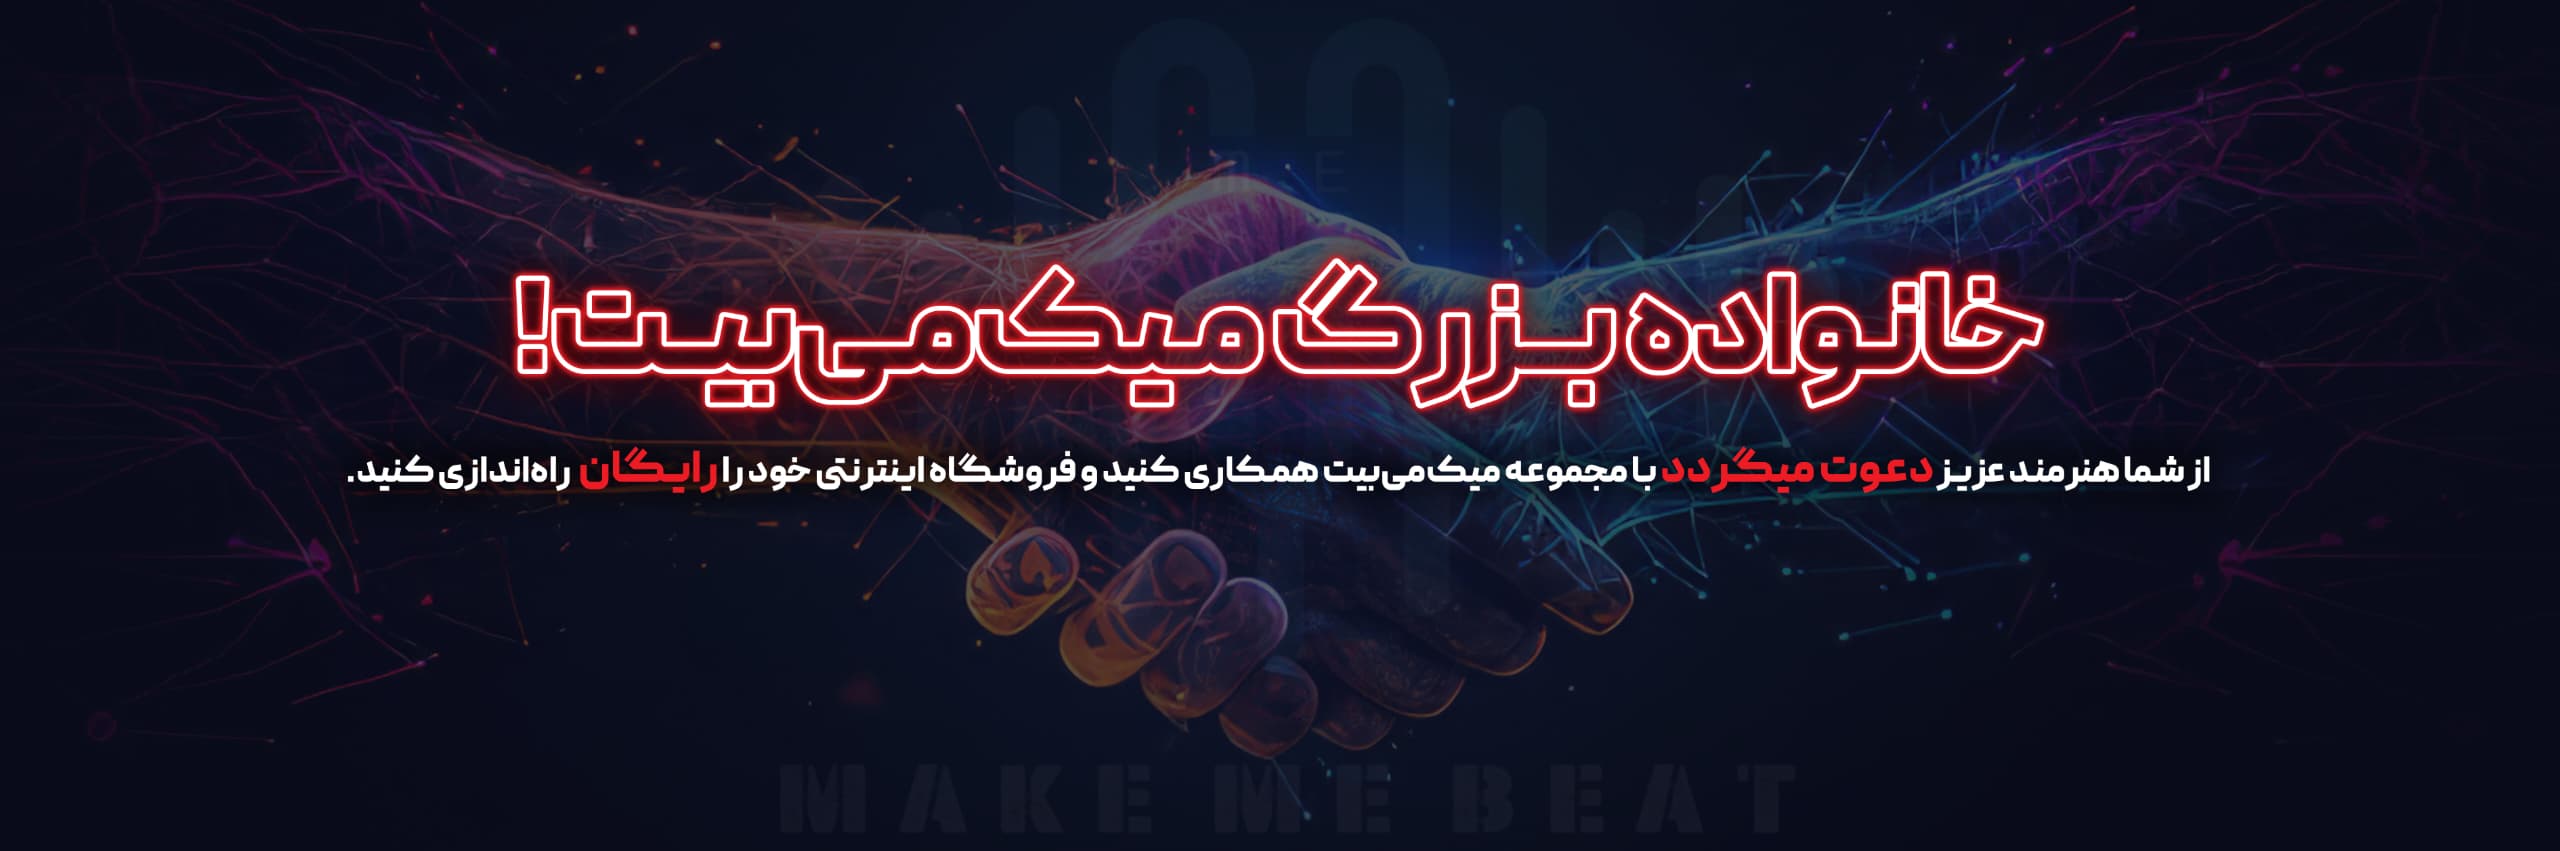 ME
خانواده بزرگ میک‌می‌بیت!
از شما هنرمند عزیز دعوت میگردد با مجموعه میک‌می‌بیت همکاری کنید و فروشگاه اینترنتی خود را رایگان راه‌اندازی کنید.
MAKE ME BEAT